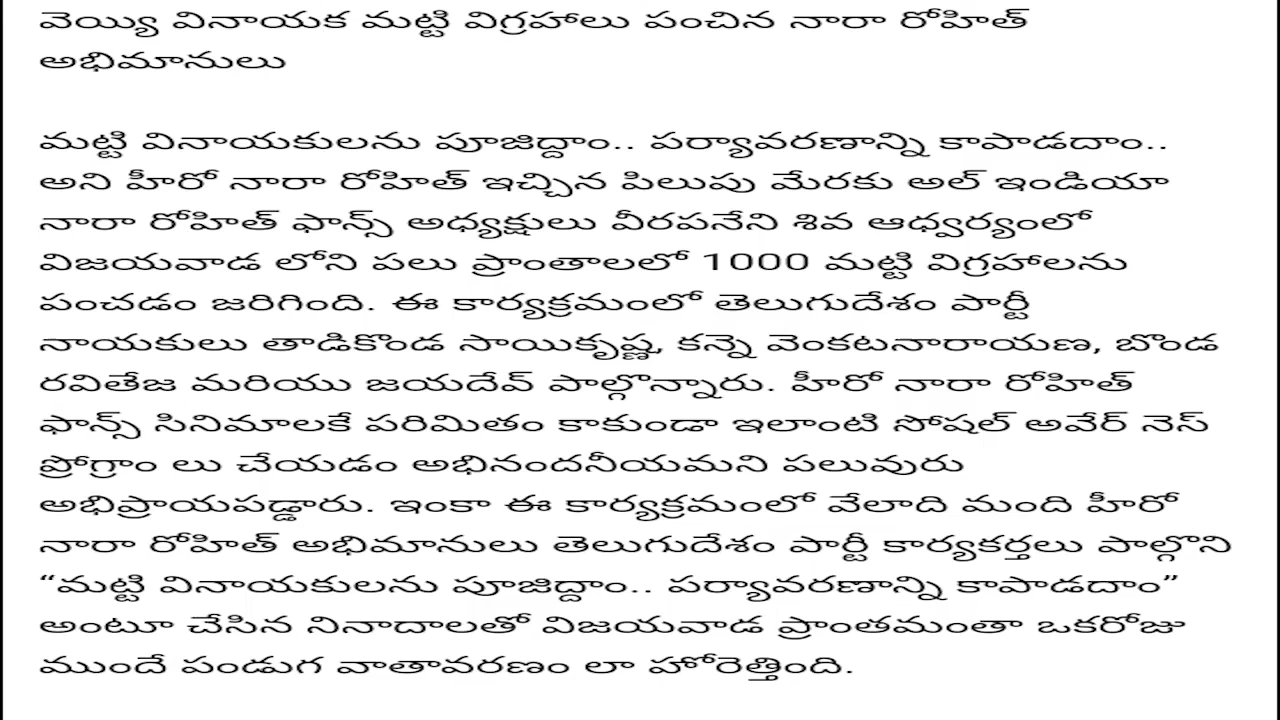 వెయ్యి వినాయక మట్టి విగ్రహాలు పంచిన నారా రోహిత్
అభిమానులు
మట్టి వినాయకులను పూజిద్దాం.. పర్యావరణాన్ని కాపాడదాం..
అని హీరో నారా రోహిత్ ఇచ్చిన పిలుపు మేరకు అల్ ఇండియా
నారా రోహిత్ ఫాన్స్ అధ్యక్షులు వీరపనేని శివ ఆధ్వర్యంలో
విజయవాడ లోని పలు ప్రాంతాలలో 1000 మట్టి విగ్రహాలను
పంచడం జరిగింది. ఈ కార్యక్రమంలో తెలుగుదేశం పార్టీ
నాయకులు తాడికొండ సాయికృష్ణ, కన్నె వెంకటనారాయణ, బొండ
రవితేజ మరియు జయదేవ్ పాల్గొన్నారు. హీరో నారా రోహిత్
ఫాన్స్ సినిమాలకే పరిమితం కాకుండా ఇలాంటి సోషల్ అవేర్ నెస్
ప్రోగ్రాం లు చేయడం అభినందనీయమని పలువురు
అభిప్రాయపడ్డారు. ఇంకా ఈ కార్యక్రమంలో వేలాది మంది హీరో
నారా రోహిత్ అభిమానులు తెలుగుదేశం పార్టీ కార్యకర్తలు పాల్గొని
“మట్టి వినాయకులను పూజిద్దాం.. పర్యావరణాన్ని కాపాడదాం”
అంటూ చేసిన నినాదాలతో విజయవాడ ప్రాంతమంతా ఒకరోజు
ముందే పండుగ వాతావరణం లా హోరెత్తింది.